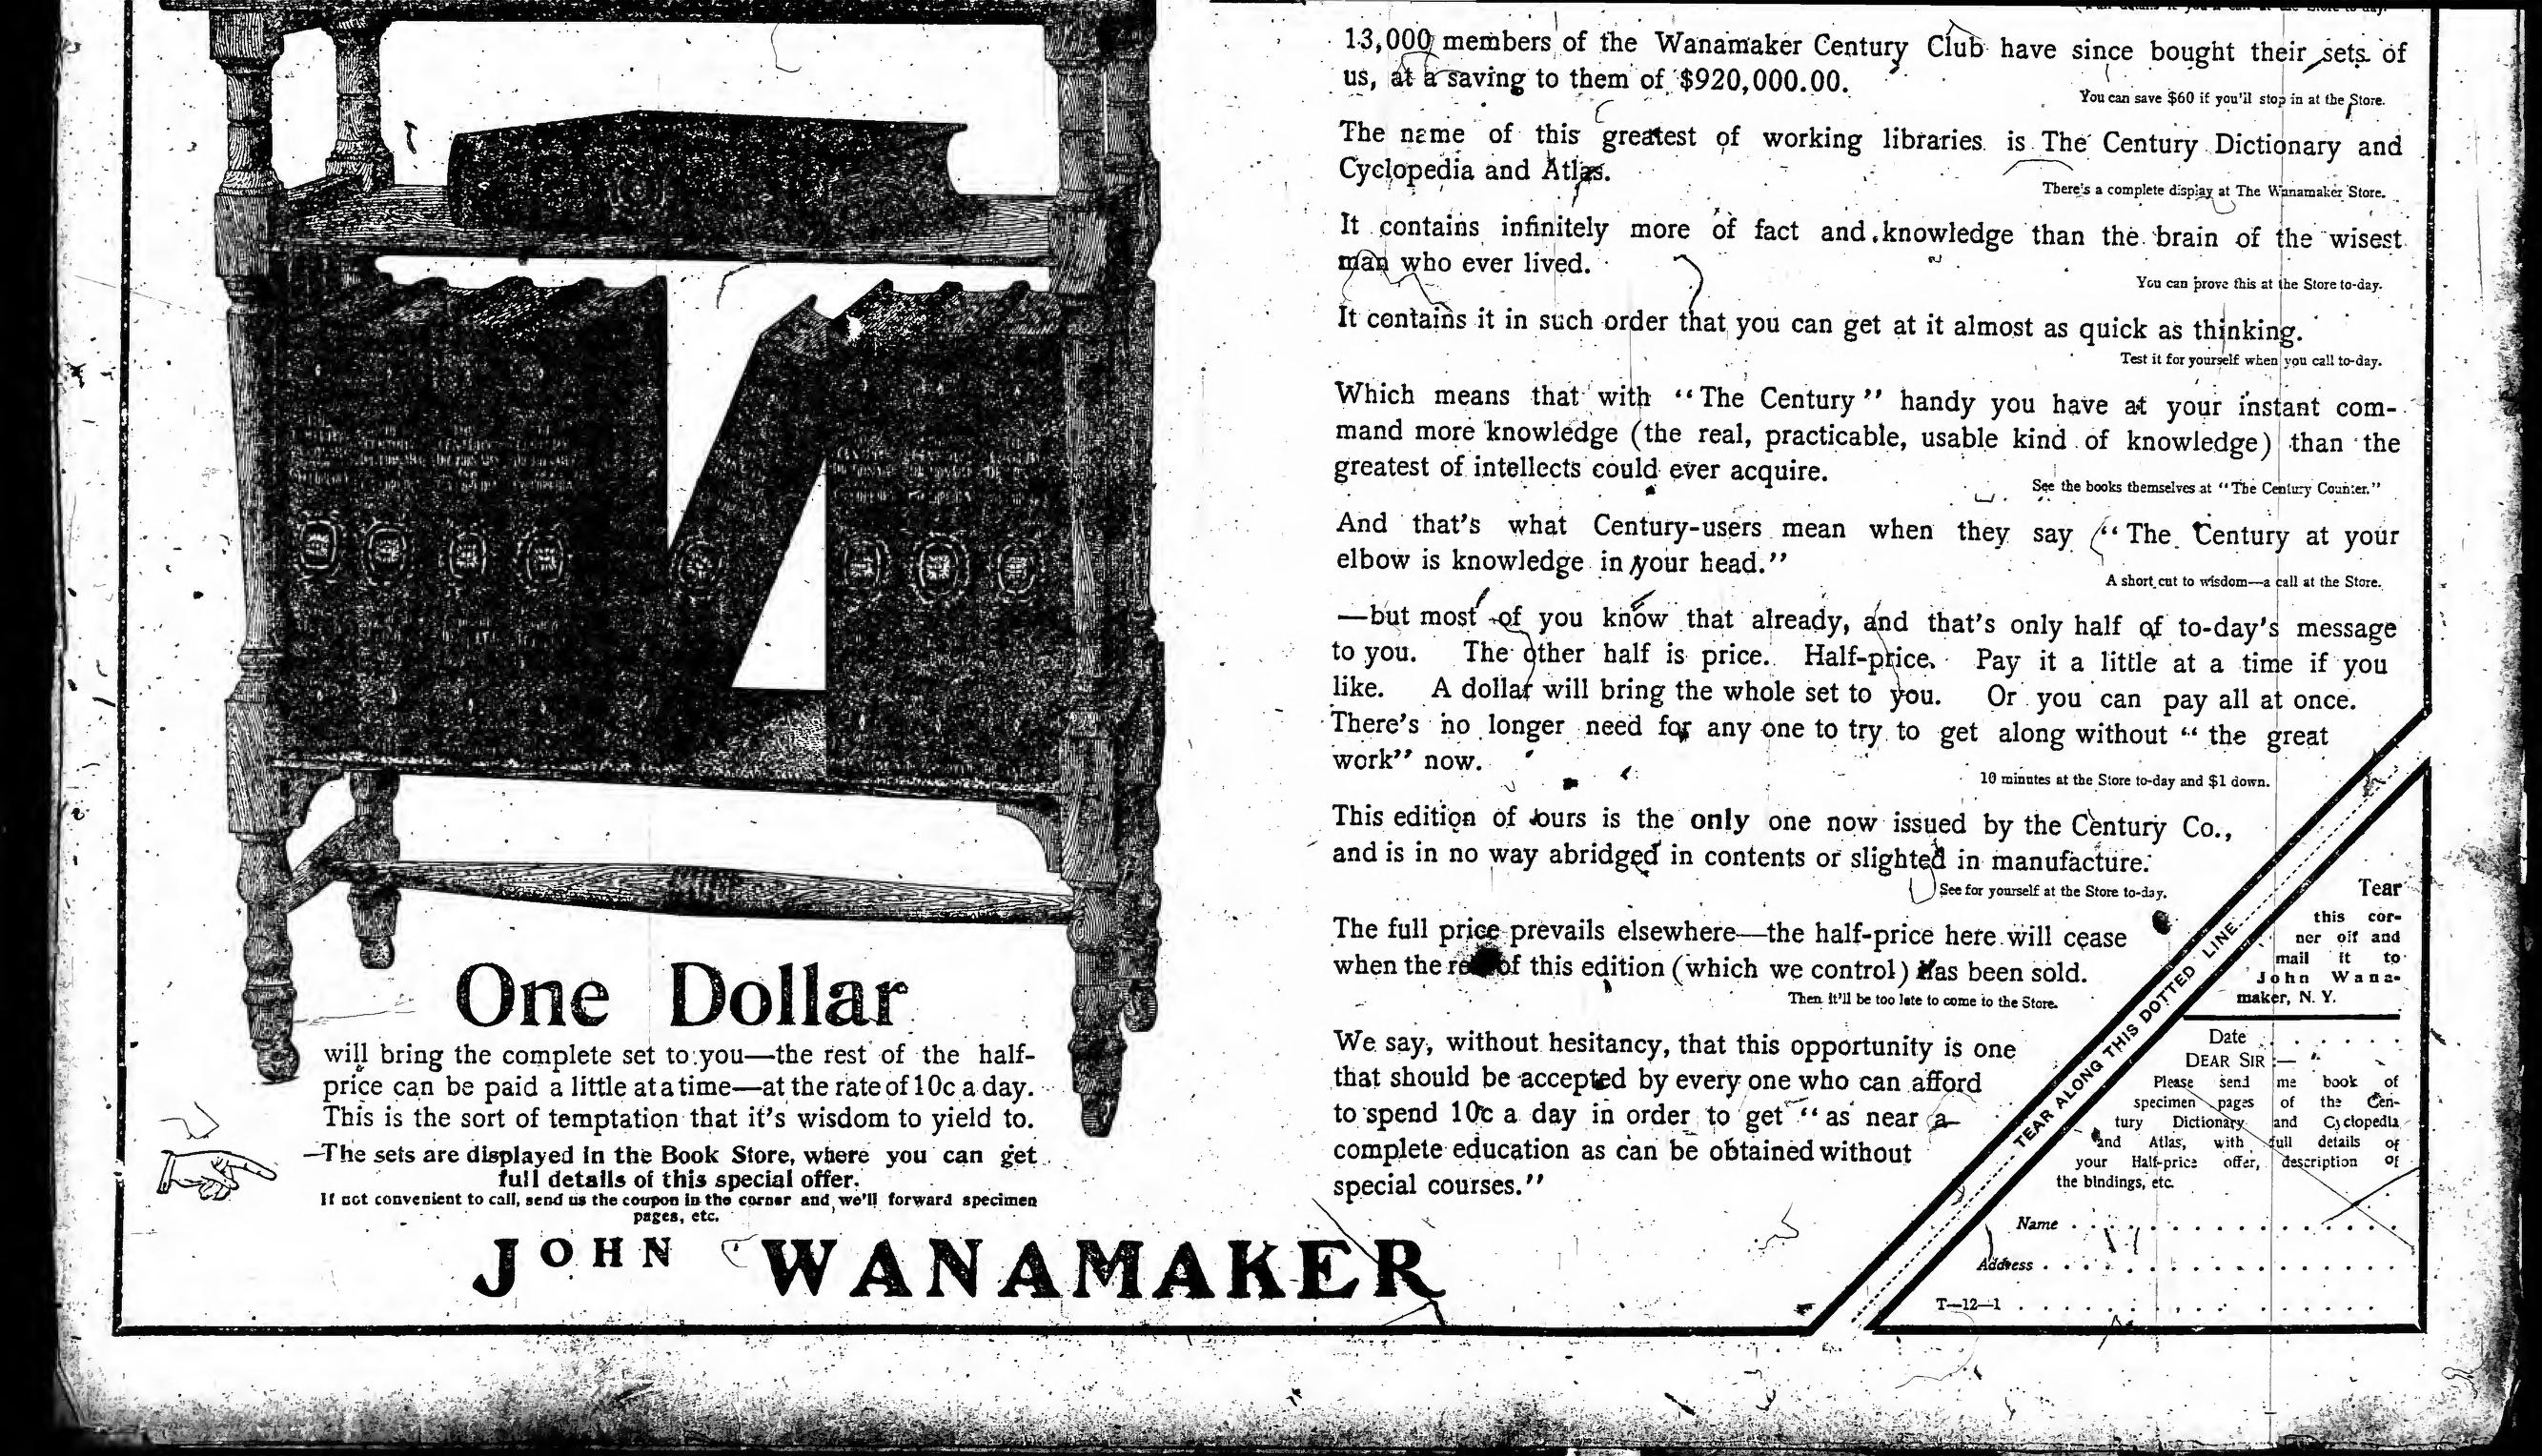 One Dollar
will bring the complete set to you—the rest of the half-
price can be paid a little at a time—at the rate of 10c a day.
This is the sort of temptation that it's wisdom to yield to.
—The sets are displayed in the Book Store, where you can get
full details of this special offer.
If not convenient to call, send us the coupon in the corner and we'll forward specimen
pages, etc.
JOHN WANAMAKER
13,000 members of the Wanamaker Century Club have since bought their sets of
us, at a saving to them of $920,000.00.
You can save $60 if you'll stop in at the Store.
The name of this greatest of working libraries is The Century Dictionary and
Cyclopedia and Atlas.
There's a complete display at The Wanamaker Store.
It contains infinitely more of fact and knowledge than the brain of the wisest
man who ever lived.
You can prove this at the Store to-day.
It contains it in such order that you can get at it almost as quick as thinking.
Test it for yourself when you call to-day.
Which means that with "The Century" handy you have at your instant com-
mand more knowledge (the real, practicable, usable kind of knowledge) than the
greatest of intellects could ever acquire.
See the books themselves at "The Century Counter."
And that's what Century-users mean when they say "The Century at your
elbow is knowledge in your head."
A short cut to wisdom—a call at the Store.
—but most of you know that already, and that's only half of to-day's message
to you. The other half is price. Half-price. Pay it a little at a time if you
like. A dollar will bring the whole set to you. Or you can pay all at once.
There's no longer need for any one to try to get along without "the great
work" now.
10 minutes at the Store to-day and $1 down.
This edition of ours is the only one now issued by the Century Co.,
and is in no way abridged in contents or slighted in manufacture.
See for yourself at the Store to-day.
The full price prevails elsewhere—the half-price here will cease
when the of this edition (which we control) has been sold.
Then it'll be too late to come to the Store.
We say, without hesitancy, that this opportunity is one
that should be accepted by every one who can afford
to spend 10c a day in order to get "as near a
complete education as can be obtained without
special courses."
TEAR ALONG THIS DOTTED LINE.
Tear
this cor-
ner off and
mail it to
John Wana-
maker, N. Y.
Date . . . . .
DEAR SIR:—
Please send me book of
specimen pages of the Cen-
tury Dictionary and Cyclopedia
and Atlas, with full details of
your Half-price offer, description of
the bindings, etc.
Name . . . . . . . . . . . . . . .
Address . . . . . . . . . . . . . . . .
T—12—1 . . . . . . . . . . . . . . . .